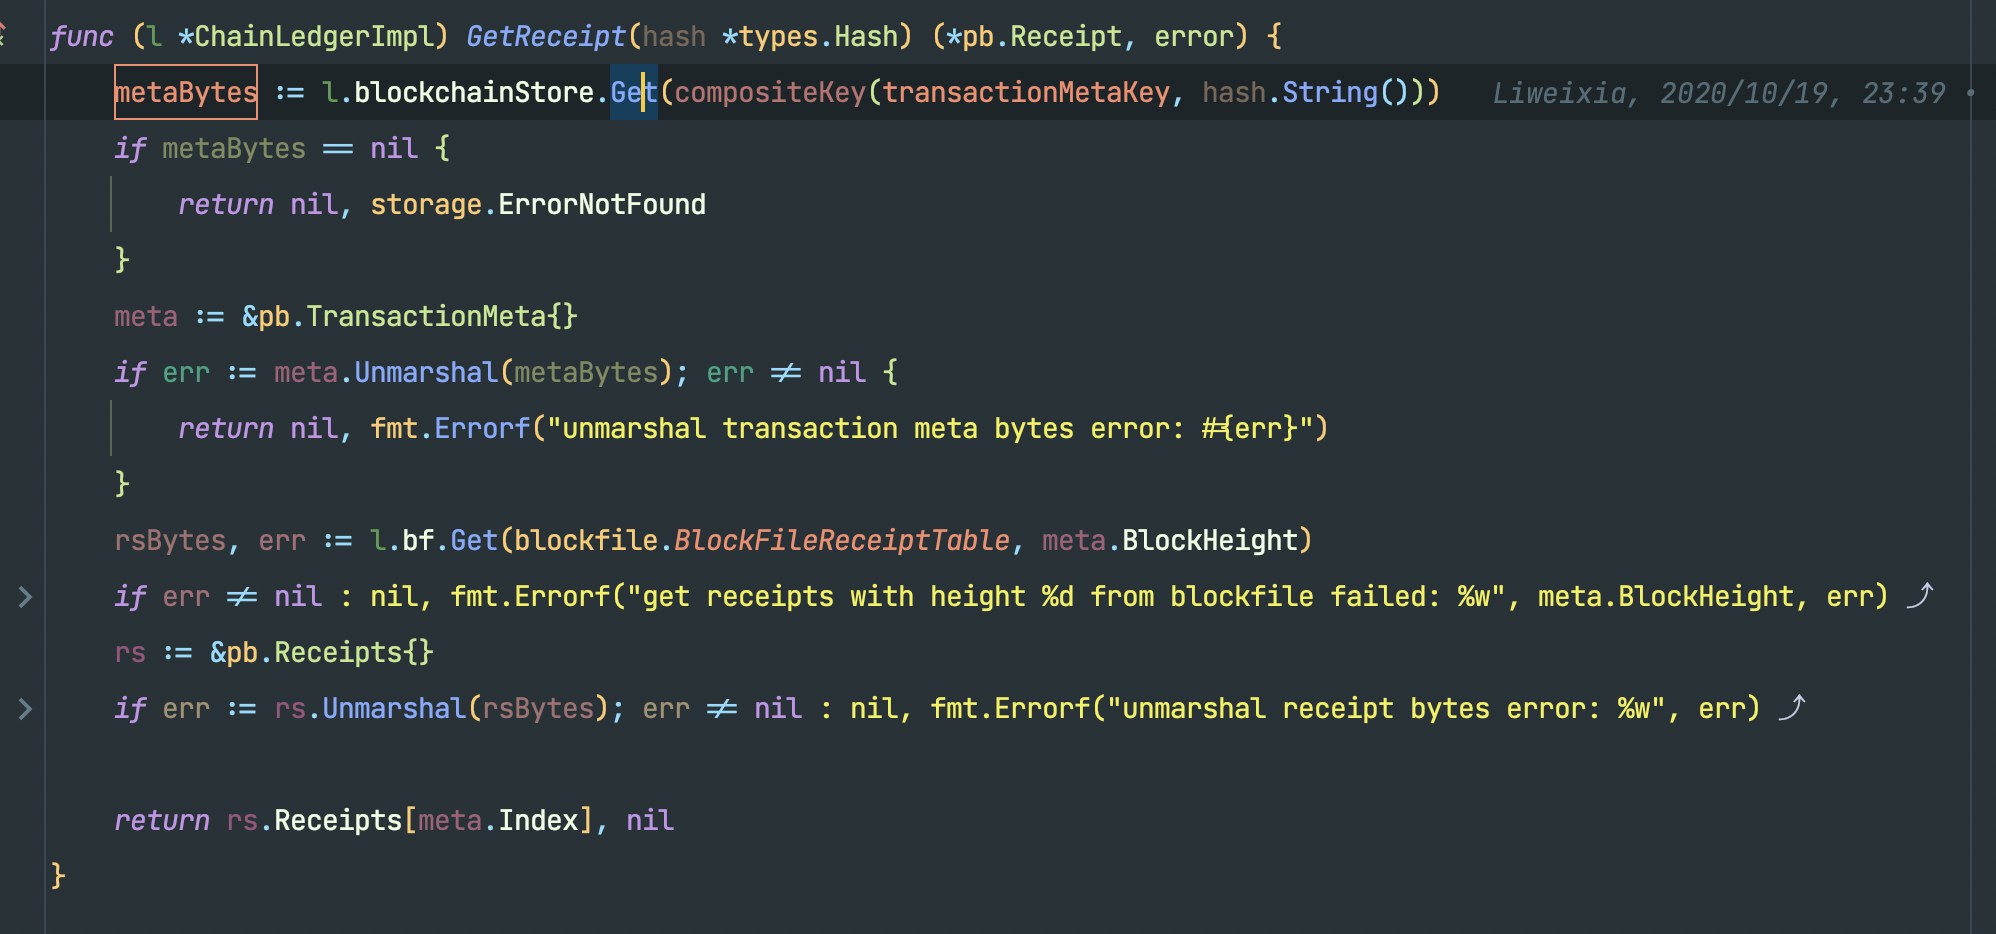 func (l *ChainLedgerImpl) GetReceipt(hash *types.Hash) (*pb.Receipt, error) {
metaBytes := l.blockchainStore.Get(compositeKey(transactionMetaKey, hash.String())) Liweixia, 2020/10/19, 23:39 •
if metaBytes == nil {
return nil, storage.ErrorNotFound
}
meta := &pb.TransactionMeta{}
if err := meta.Unmarshal(metaBytes); err != nil {
return nil, fmt.Errorf("unmarshal transaction meta bytes error: #{err}")
}
rsBytes, err := l.bf.Get(blockfile.BlockFileReceiptTable, meta.BlockHeight)
if err != nil : nil, fmt.Errorf("get receipts with height %d from blockfile failed: %w", meta.BlockHeight, err)
rs := &pb.Receipts{}
if err := rs.Unmarshal(rsBytes); err != nil : nil, fmt.Errorf("unmarshal receipt bytes error: %w", err)
return rs.Receipts[meta.Index], nil
}